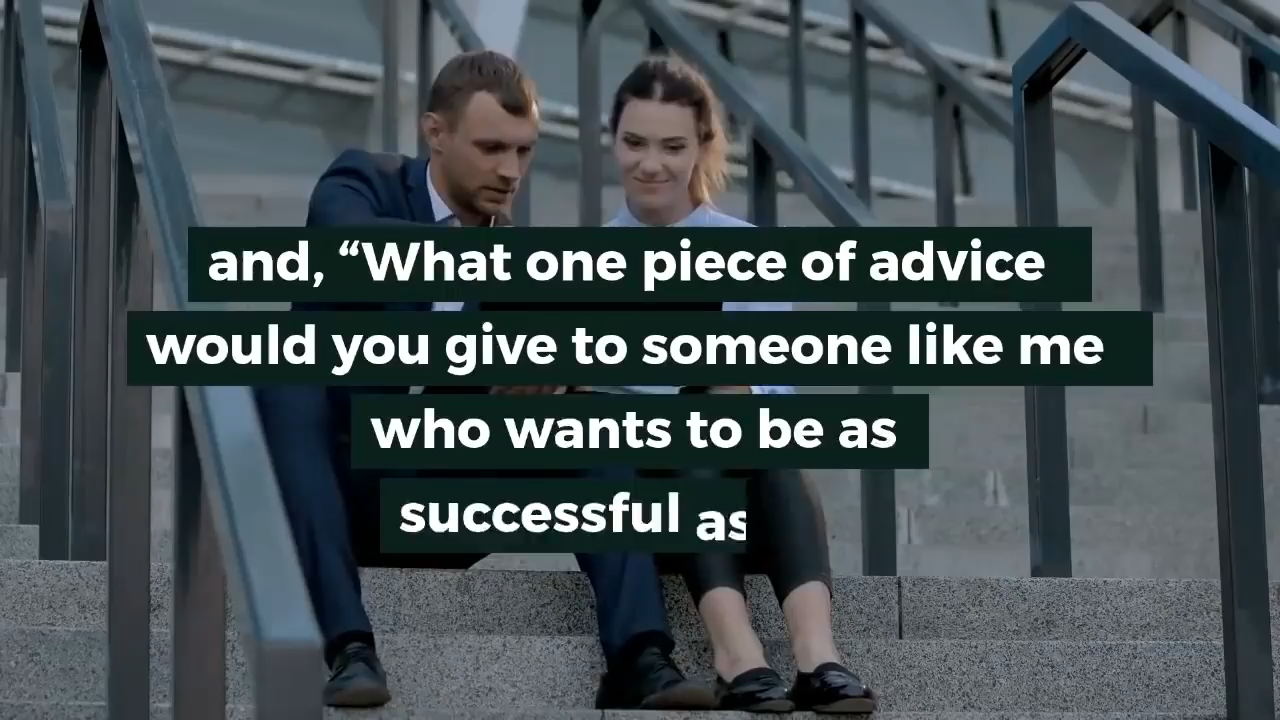 and, “What one piece of advice
would you give to someone like me
who wants to be as
successful as